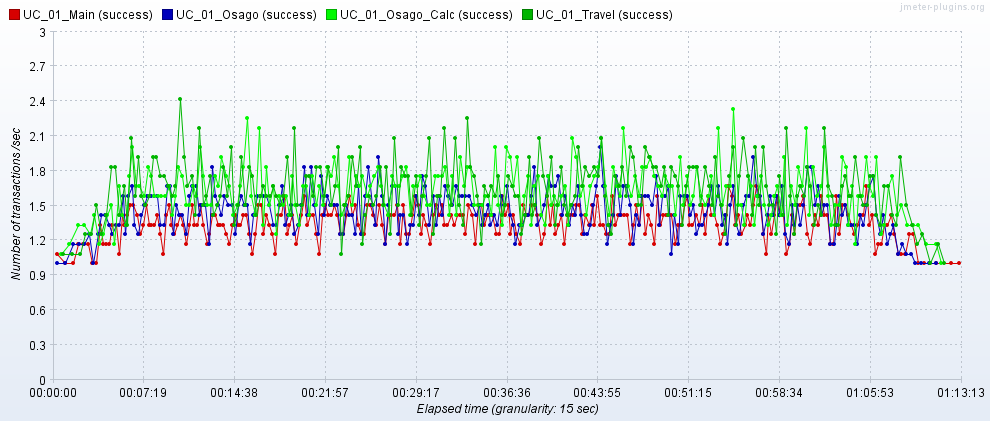 jmeter-plugins.org
UC_01_Main (success) UC_01_Osago (success) UC_01_Osago_Calc (success) UC_01_Travel (success)
3
2.7
2.4
2.1
1.8
1.5
1.2
0.9
0.6
0.3
0
Number of transactions/sec
00:00:00 00:07:19 00:14:38 00:21:57 00:29:17 00:36:36 00:43:55 00:51:15 00:58:34 01:05:53 01:13:13
Elapsed time (granularity: 15 sec)